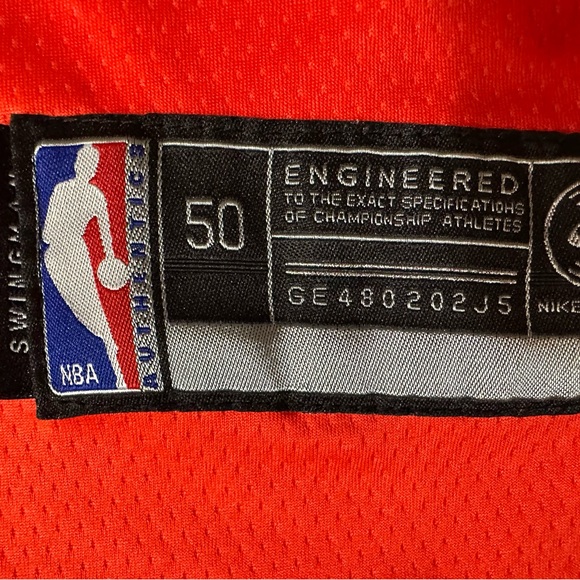 SWINGMAN
NBA
AUTHENTICS
50
ENGINEERED
TO THE EXACT SPECIFICATIONS
OF CHAMPIONSHIP ATHLETES
GE480202J5
NIKE